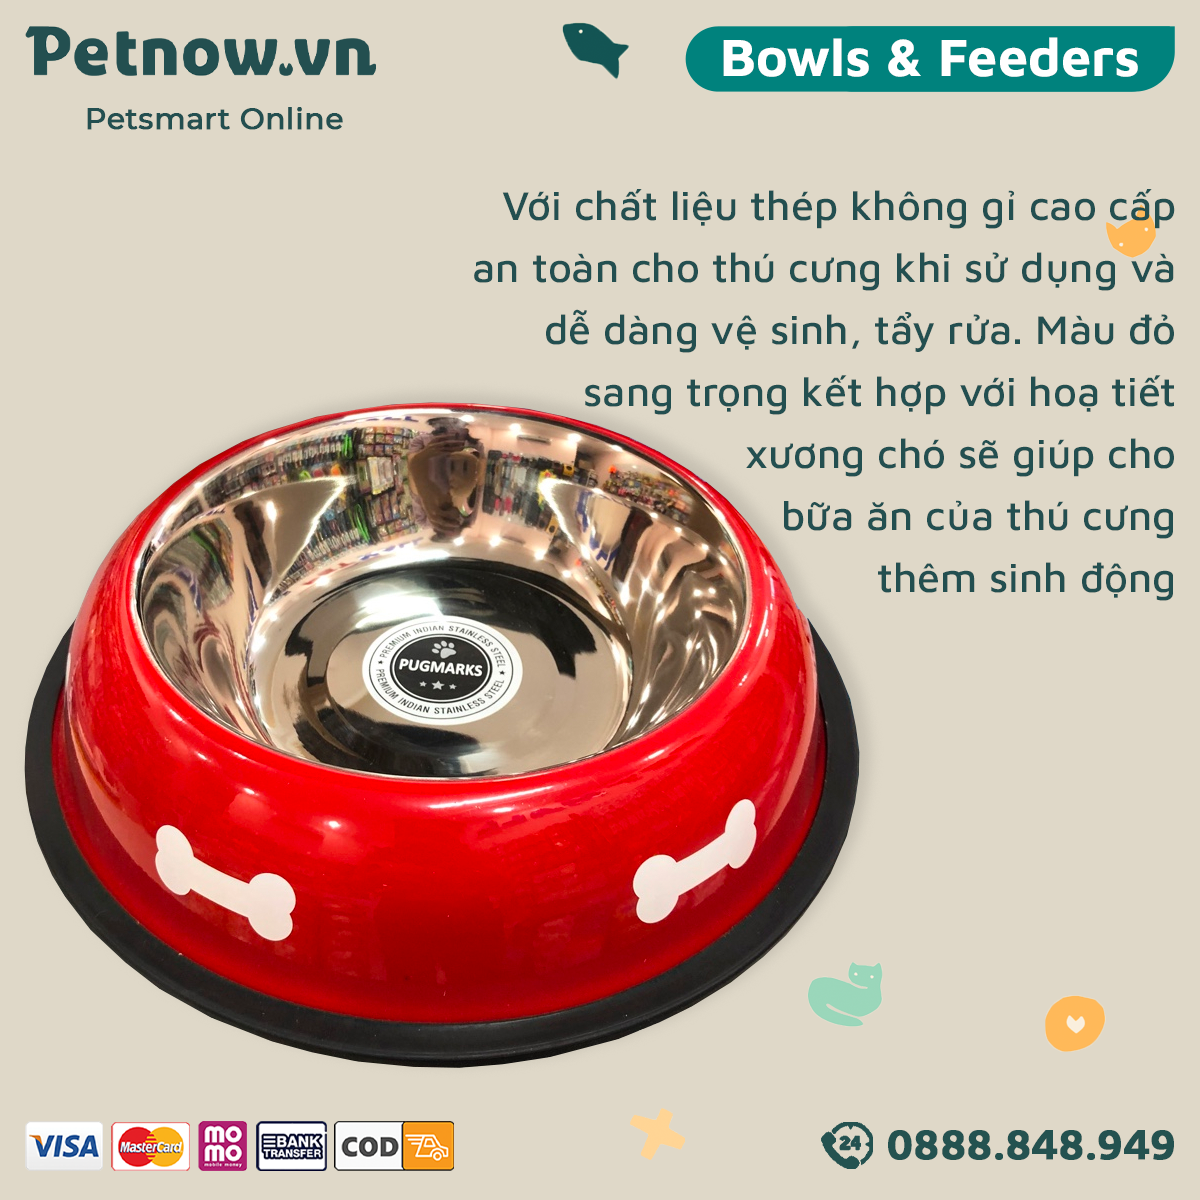 Petnow.vn
Petsmart Online
Bowls & Feeders
Với chất liệu thép không gỉ cao cấp
an toàn cho thú cưng khi sử dụng và
dễ dàng vệ sinh, tẩy rửa. Màu đỏ
sang trọng kết hợp với hoạ tiết
xương chó sẽ giúp cho
bữa ăn của thú cưng
thêm sinh động
PREMIUM INDIAN STAINLESS STEEL
PUGMARKS
PREMIUM INDIAN STAINLESS STEEL
VISA
MasterCard
mo
mo
mobile money
BANK
TRANSFER
COD
24
0888.848.949